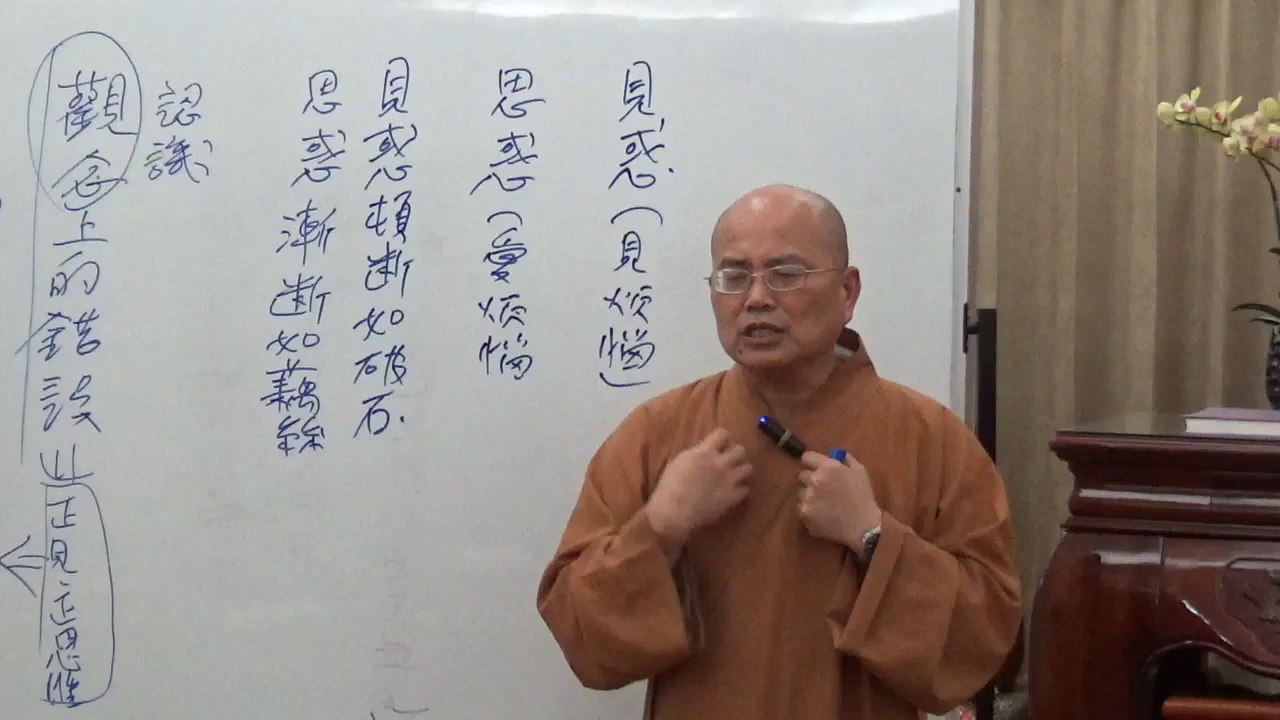 見惑(見煩惱)
思惑(愛煩惱
見惑頓斷如破石.
思惑漸斷如藕絲
認識
觀念上的錯誤 正見.正思惟